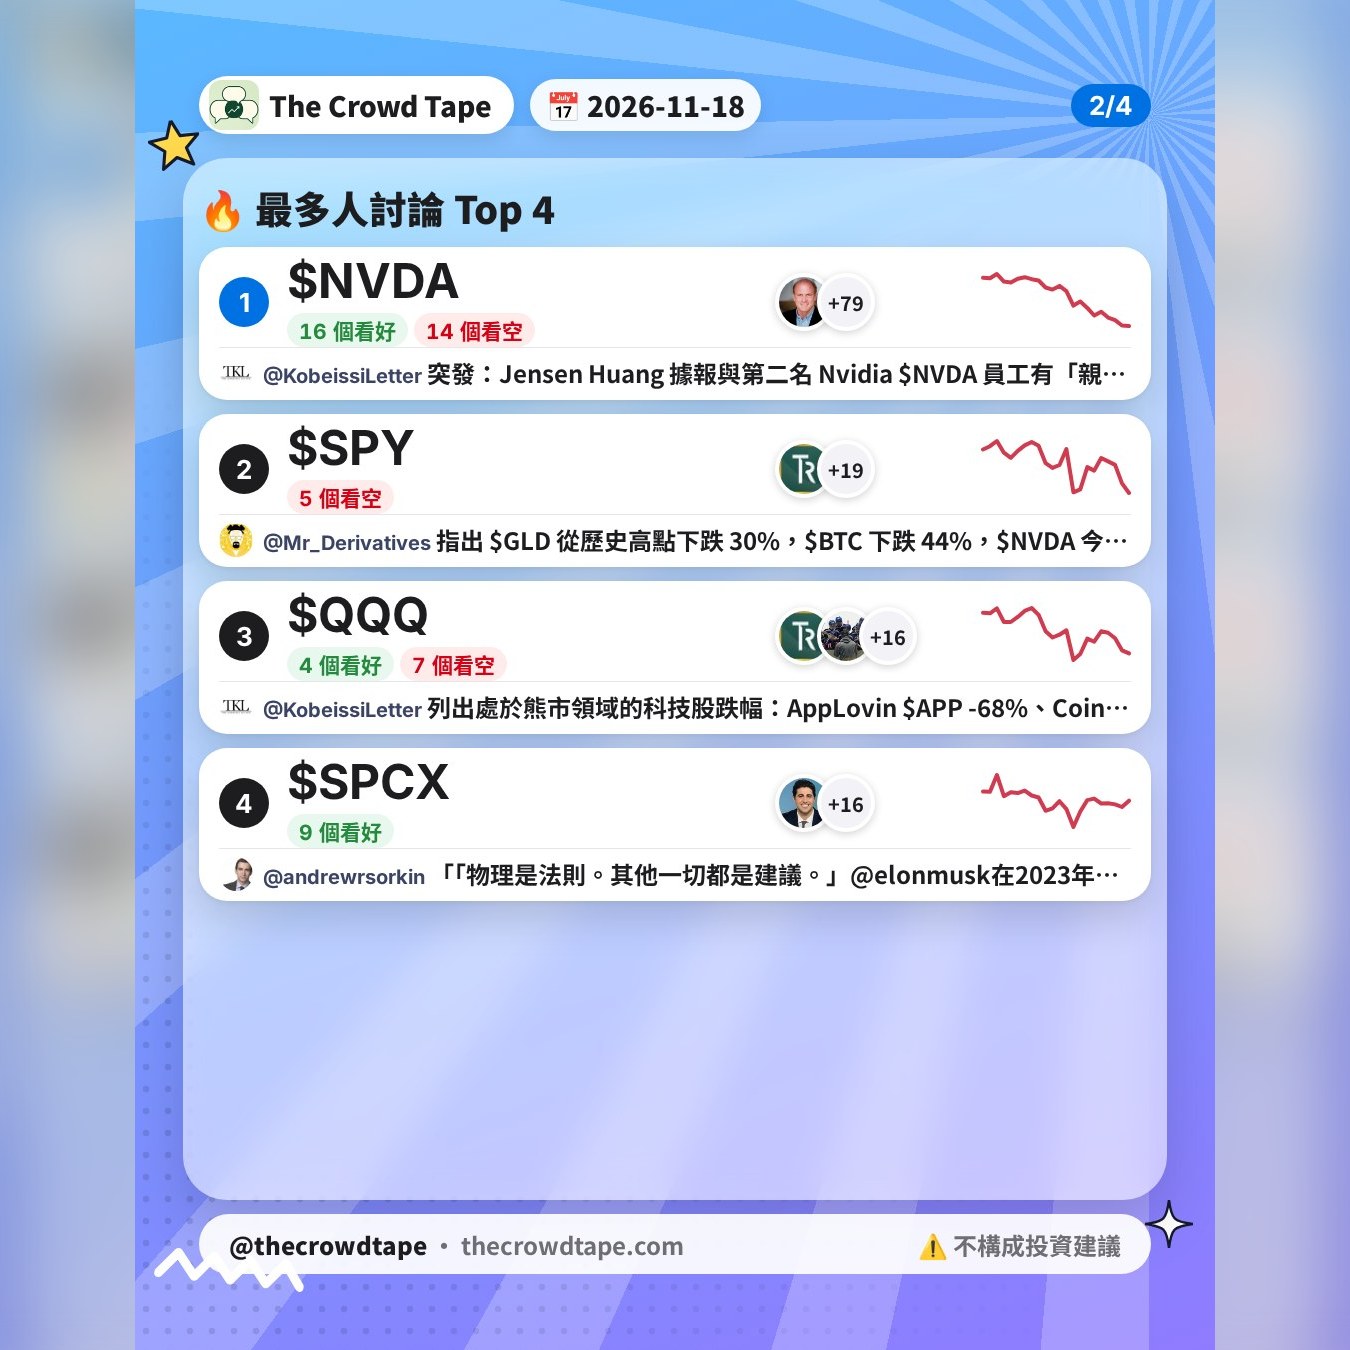 The Crowd Tape
📅 2026-11-18
2/4
🔥 最多人討論 Top 4
1
$NVDA
16 個看好 14 個看空
+79
TKL @KobeissiLetter 突發：Jensen Huang 據報與第二名 Nvidia $NVDA 員工有「親…
2
$SPY
5 個看空
TR +19
@Mr_Derivatives 指出 $GLD 從歷史高點下跌 30%，$BTC 下跌 44%，$NVDA 今…
3
$QQQ
4 個看好 7 個看空
TR +16
TKL @KobeissiLetter 列出處於熊市領域的科技股跌幅：AppLovin $APP -68%、Coin…
4
$SPCX
9 個看好
+16
@andrewrsorkin 「「物理是法則。其他一切都是建議。」@elonmusk在2023年…
@thecrowdtape • thecrowdtape.com
⚠️ 不構成投資建議